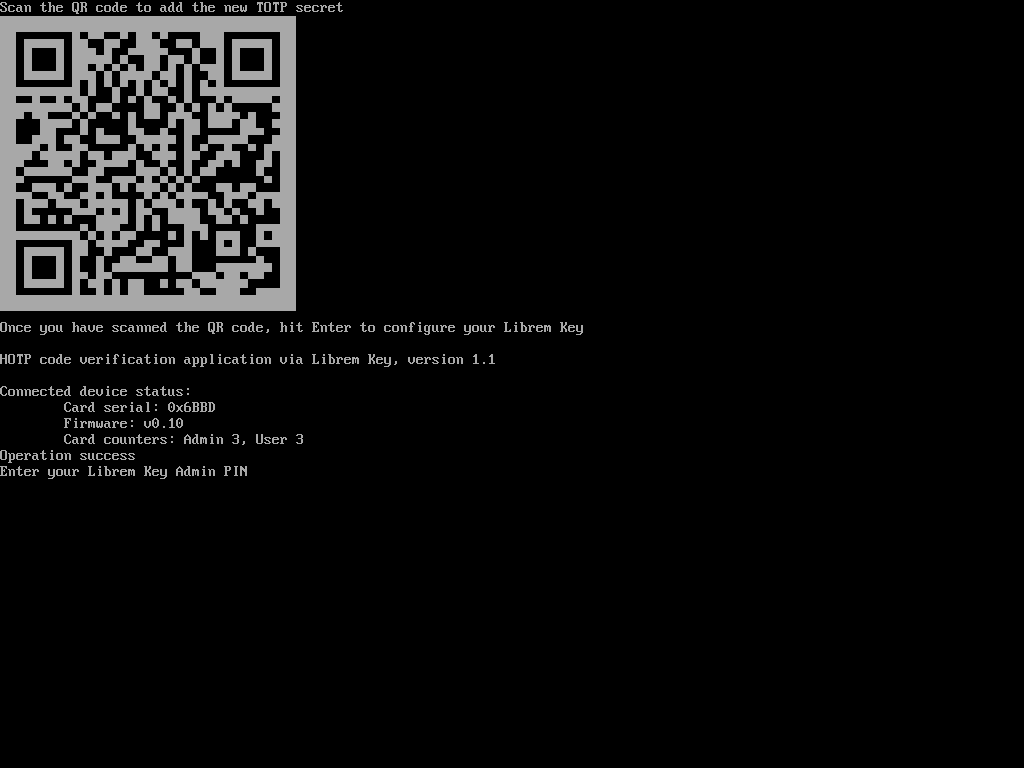 Scan the QR code to add the new TOTP secret
Once you have scanned the QR code, hit Enter to configure your Librem Key
HOTP code verification application via Librem Key, version 1.1
Connected device status:
Card serial: 0x6BBD
Firmware: v0.10
Card counters: Admin 3, User 3
Operation success
Enter your Librem Key Admin PIN